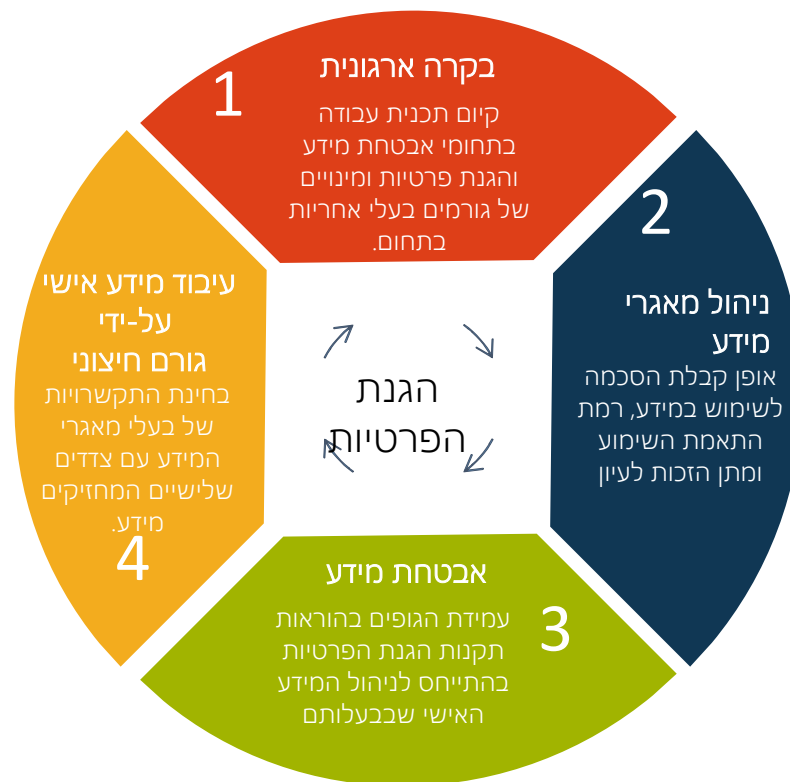 1
בקרה ארגונית
קיום תכנית עבודה
בתחומי אבטחת מידע
והגנת פרטיות ומינויים
של גורמים בעלי אחריות
בתחום.
2
ניהול מאגרי
מידע
אופן קבלת הסכמה
לשימוש במידע, רמת
התאמת השימוע
ומתן הזכות לעיון
3
אבטחת מידע
עמידת הגופים בהוראות
תקנות הגנת הפרטיות
בהתייחס לניהול המידע
האישי שבבעלותם
עיבוד מידע אישי
על-ידי
גורם חיצוני
בחינת התקשרויות
של בעלי מאגרי
המידע עם צדדים
שלישיים המחזיקים
מידע.
4
הגנת
הפרטיות